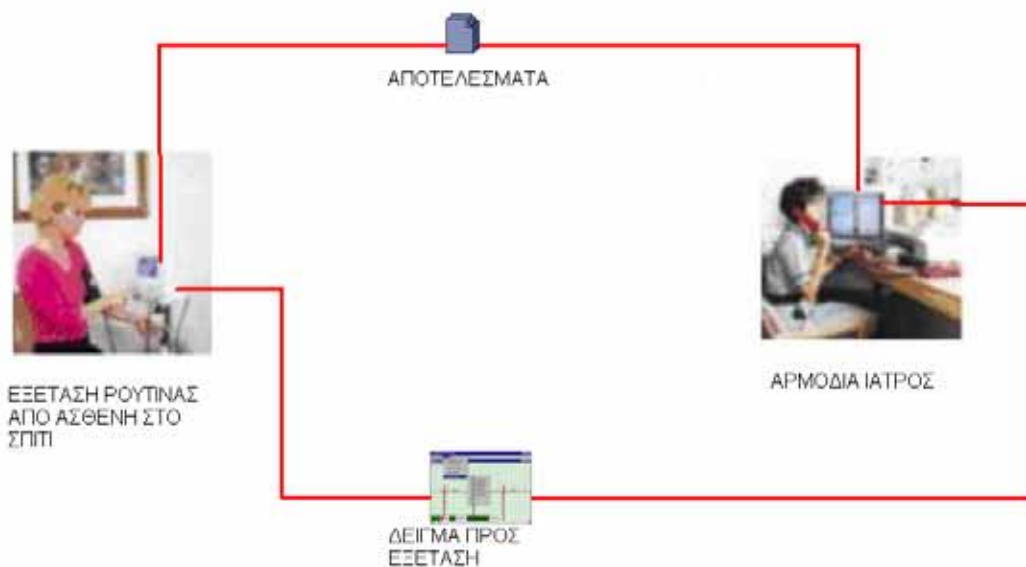 ΑΠΟΤΕΛΕΣΜΑΤΑ
ΕΞΕΤΑΣΗ ΡΟΥΤΙΝΑΣ
ΑΠΟ ΑΣΘΕΝΗ ΣΤΟ
ΣΠΙΤΙ
ΑΡΜΟΔΙΑ ΙΑΤΡΟΣ
ΔΕΙΓΜΑ ΠΡΟΣ
ΕΞΕΤΑΣΗ